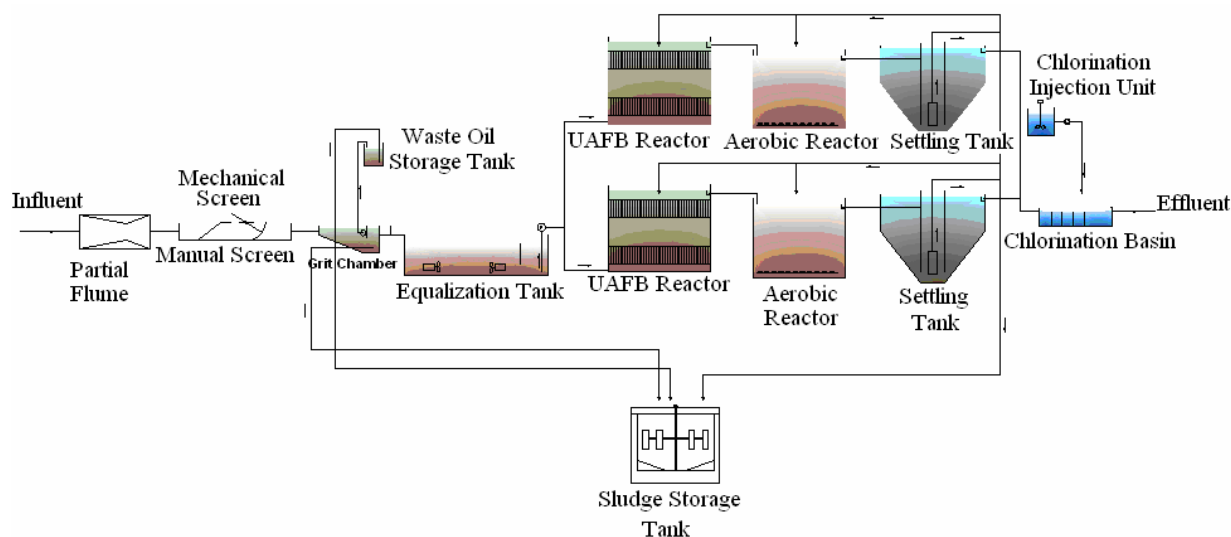 Influent
Partial
Flume
Mechanical
Screen
Manual Screen
Waste Oil
Storage Tank
Grit Chamber
Equalization Tank
UAFB Reactor
Aerobic Reactor
Settling Tank
UAFB Reactor
Aerobic
Reactor
Settling
Tank
Chlorination
Injection Unit
Effluent
Chlorination Basin
Sludge Storage
Tank